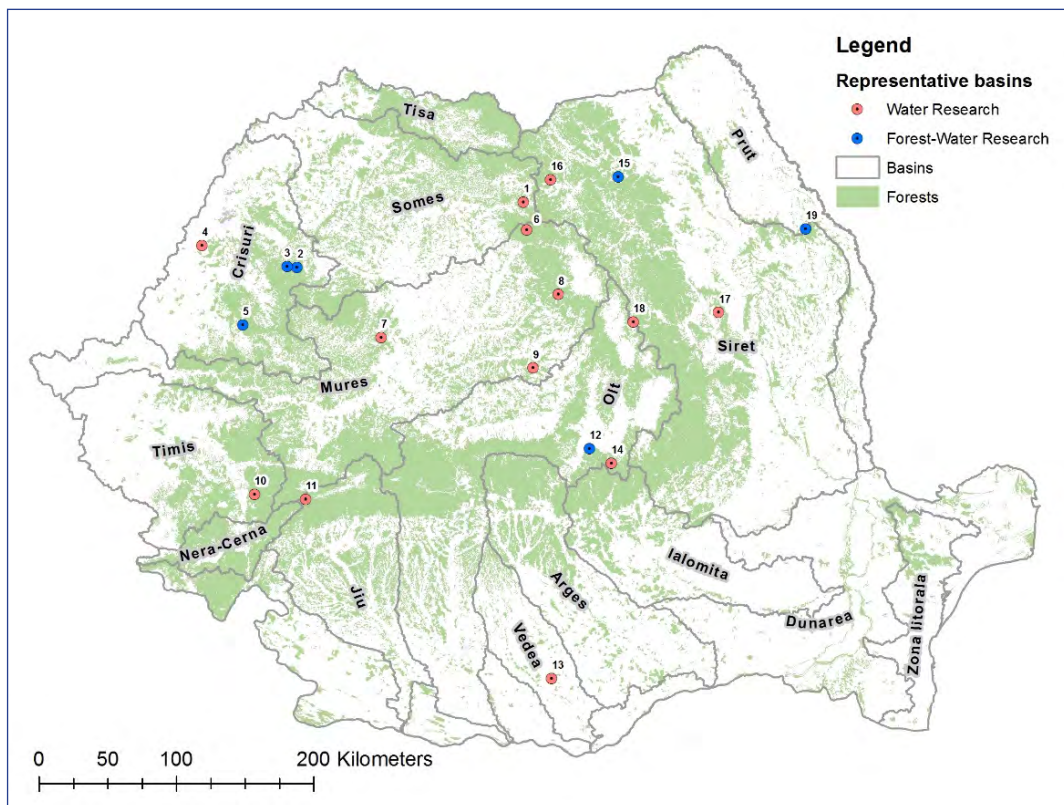 Legend
Representative basins
Water Research
Forest-Water Research
Basins
Forests
Tisa
Prut
16
15
1
Somes
6
19
4
Crisuri
3
2
8
5
17
18
7
Siret
9
Mures
Olt
12
14
Timis
10
11
Nera-Cerna
Ialomita
Jiu
Arges
Dunarea
Zona litorala
Vedea
13
0 50 100 200 Kilometers